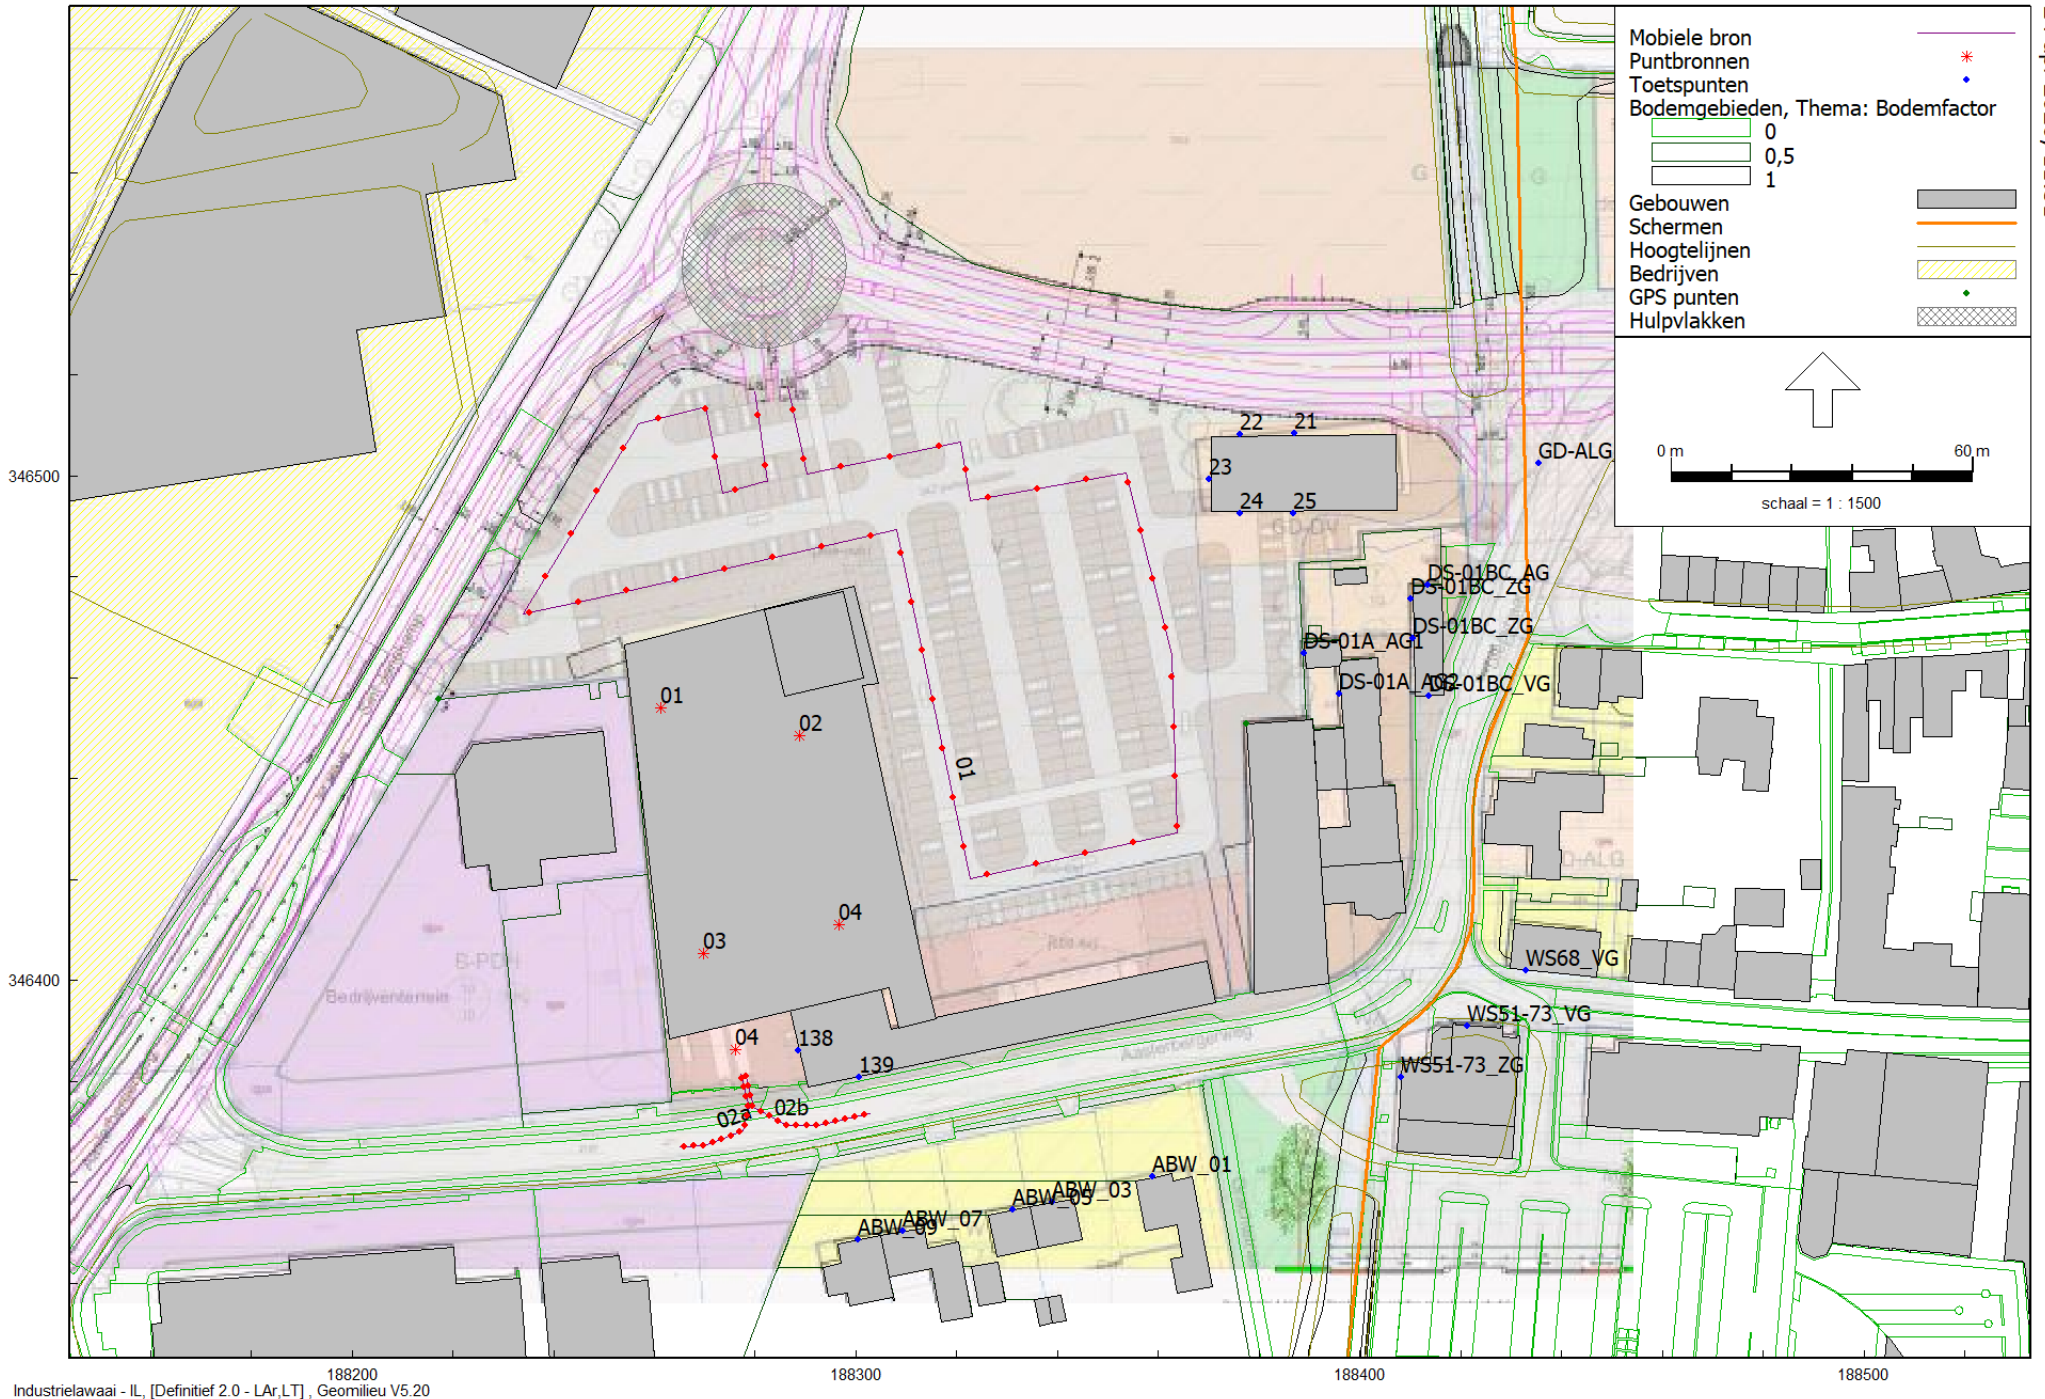 Mobiele bron
Puntbronnen
Toetspunten
Bodemgebieden, Thema: Bodemfactor
0
0,5
1
Gebouwen
Schermen
Hoogtelijnen
Bedrijven
GPS punten
Hulpvlakken
0 m 60 m
schaal = 1 : 1500
22 21
GD-ALG
23
346500
24 25
DS-01BC_AG
DS-01BC_ZG
DS-01BC_ZG
DS-01A_AG1
DS-01A_AG2
DS-01BC_VG
01
02
01
04
03
B-PDH
Bedrijventerrein
WS68_VG
346400
WS51-73_VG
04
138
139
Aalsterbergerweg
WS51-73_ZG
02a
02b
ABW_01
ABW_03
ABW_05
ABW_07
ABW_09
188200 188300 188400 188500
Industrielawaai - IL, [Definitief 2.0 - LAr,LT] , Geomilieu V5.20